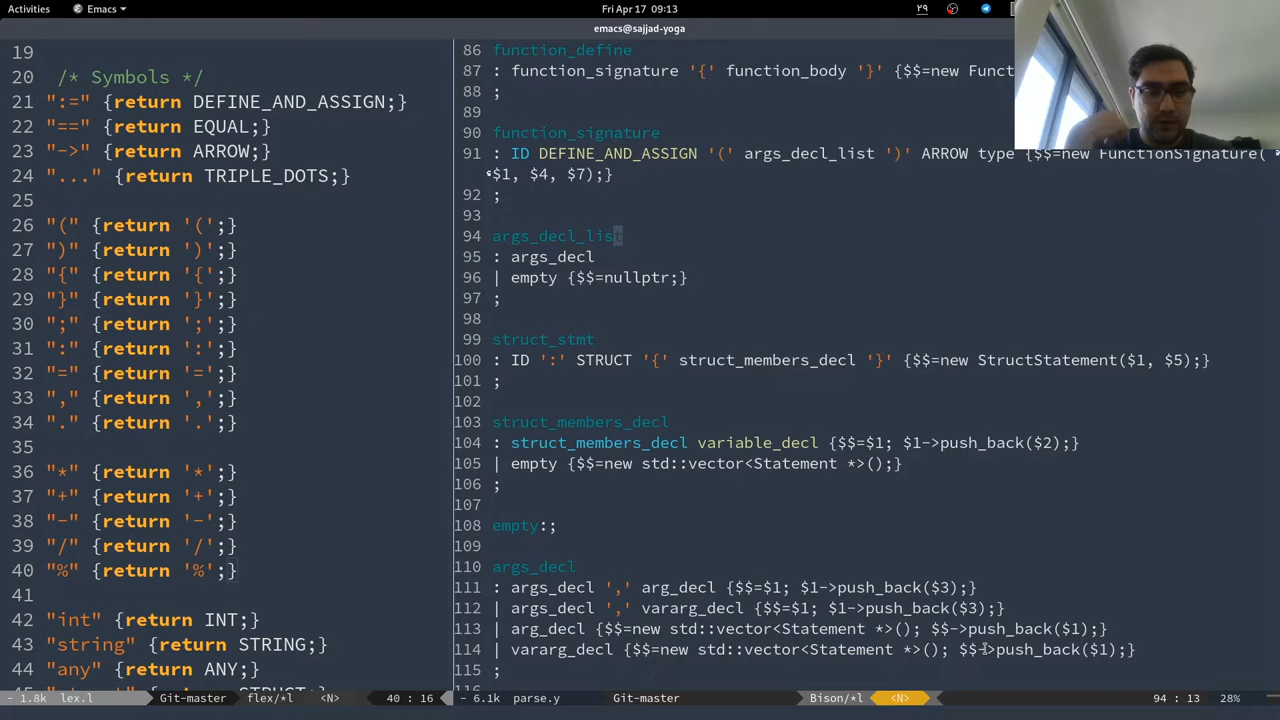 Activities
Emacs
Fri Apr 17 09:13
۲۹
emacs@sajjad-yoga
19
20 /* Symbols */
21 ":=" {return DEFINE_AND_ASSIGN;}
22 "==" {return EQUAL;}
23 "->" {return ARROW;}
24 "..." {return TRIPLE_DOTS;}
25
26 "(" {return '(';}
27 ")" {return ')';}
28 "{" {return '{';}
29 "}" {return '}';}
30 ";" {return ';';}
31 ":" {return ':';}
32 "=" {return '=';}
33 "," {return ',';}
34 "." {return '.';}
35
36 "*" {return '*';}
37 "+" {return '+';}
38 "-" {return '-';}
39 "/" {return '/';}
40 "%" {return '%';}
41
42 "int" {return INT;}
43 "string" {return STRING;}
44 "any" {return ANY;}
- 1.8k lex.l Git-master flex/*l <N> 40 : 16
86 function_define
87 : function_signature '{' function_body '}' {$$=new Funct
88 ;
89
90 function_signature
91 : ID DEFINE_AND_ASSIGN '(' args_decl_list ')' ARROW type {$$=new FunctionSignature(
$1, $4, $7);}
92 ;
93
94 args_decl_list
95 : args_decl
96 | empty {$$=nullptr;}
97 ;
98
99 struct_stmt
100 : ID ':' STRUCT '{' struct_members_decl '}' {$$=new StructStatement($1, $5);}
101 ;
102
103 struct_members_decl
104 : struct_members_decl variable_decl {$$=$1; $1->push_back($2);}
105 | empty {$$=new std::vector<Statement *>();}
106 ;
107
108 empty:;
109
110 args_decl
111 : args_decl ',' arg_decl {$$=$1; $1->push_back($3);}
112 | args_decl ',' vararg_decl {$$=$1; $1->push_back($3);}
113 | arg_decl {$$=new std::vector<Statement *>(); $$->push_back($1);}
114 | vararg_decl {$$=new std::vector<Statement *>(); $$->push_back($1);}
115 ;
- 6.1k parse.y Git-master Bison/*l <N> 94 : 13 28%